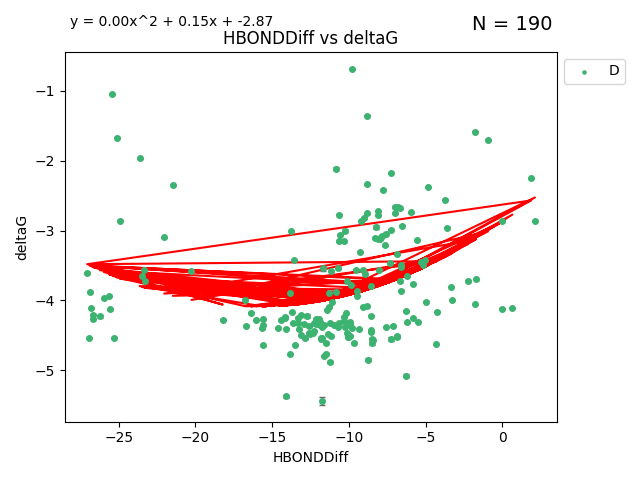 y = 0.00x^2 + 0.15x + -2.87
N = 190
HBONDDiff vs deltaG
D
−1
−2
−3
−4
−5
deltaG
−25
−20
−15
−10
−5
0
HBONDDiff